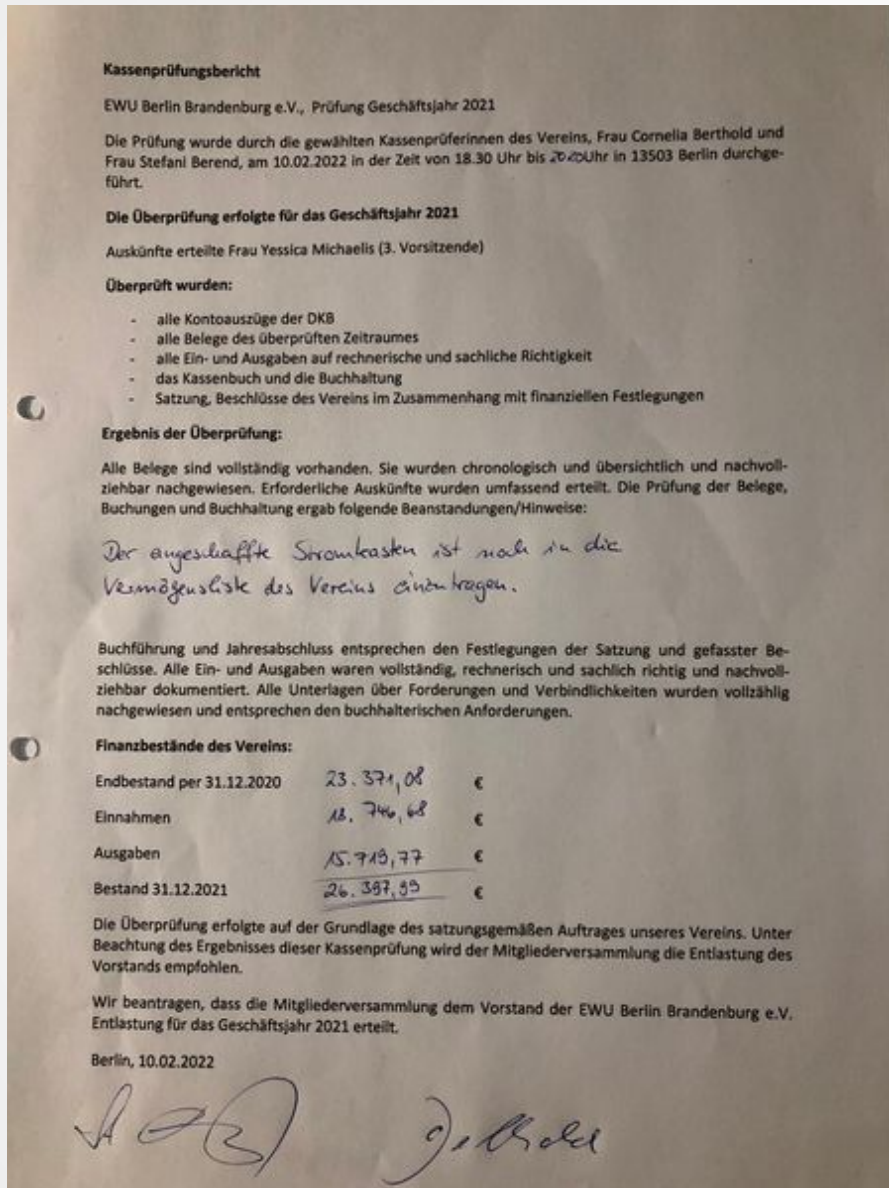 Kassenprüfungsbericht
EWU Berlin Brandenburg e.V., Prüfung Geschäftsjahr 2021
Die Prüfung wurde durch die gewählten Kassenprüferinnen des Vereins, Frau Cornelia Berthold und
Frau Stefani Berend, am 10.02.2022 in der Zeit von 18.30 Uhr bis Uhr in 13503 Berlin durchge-
führt.
Die Überprüfung erfolgte für das Geschäftsjahr 2021
Auskünfte erteilte Frau Yessica Michaelis (3. Vorsitzende)
Überprüft wurden:
- alle Kontoauszüge der DKB
- alle Belege des überprüften Zeitraumes
- alle Ein- und Ausgaben auf rechnerische und sachliche Richtigkeit
- das Kassenbuch und die Buchhaltung
- Satzung, Beschlüsse des Vereins im Zusammenhang mit finanziellen Festlegungen
Ergebnis der Überprüfung:
Alle Belege sind vollständig vorhanden. Sie wurden chronologisch und übersichtlich und nachvoll-
ziehbar nachgewiesen. Erforderliche Auskünfte wurden umfassend erteilt. Die Prüfung der Belege,
Buchungen und Buchhaltung ergab folgende Beanstandungen/Hinweise:
Der angeschaffte Stromkasten ist noch in die
Vermögensliste des Vereins einzutragen.
Buchführung und Jahresabschluss entsprechen den Festlegungen der Satzung und gefasster Be-
schlüsse. Alle Ein- und Ausgaben waren vollständig, rechnerisch und sachlich richtig und nachvoll-
ziehbar dokumentiert. Alle Unterlagen über Forderungen und Verbindlichkeiten wurden vollzählig
nachgewiesen und entsprechen den buchhalterischen Anforderungen.
Finanzbestände des Vereins:
Endbestand per 31.12.2020 23.371,08 €
Einnahmen 18.746,68 €
Ausgaben 15.719,77 €
Bestand 31.12.2021 26.397,99 €
Die Überprüfung erfolgte auf der Grundlage des satzungsgemäßen Auftrages unseres Vereins. Unter
Beachtung des Ergebnisses dieser Kassenprüfung wird der Mitgliederversammlung die Entlastung des
Vorstands empfohlen.
Wir beantragen, dass die Mitgliederversammlung dem Vorstand der EWU Berlin Brandenburg e.V.
Entlastung für das Geschäftsjahr 2021 erteilt.
Berlin, 10.02.2022